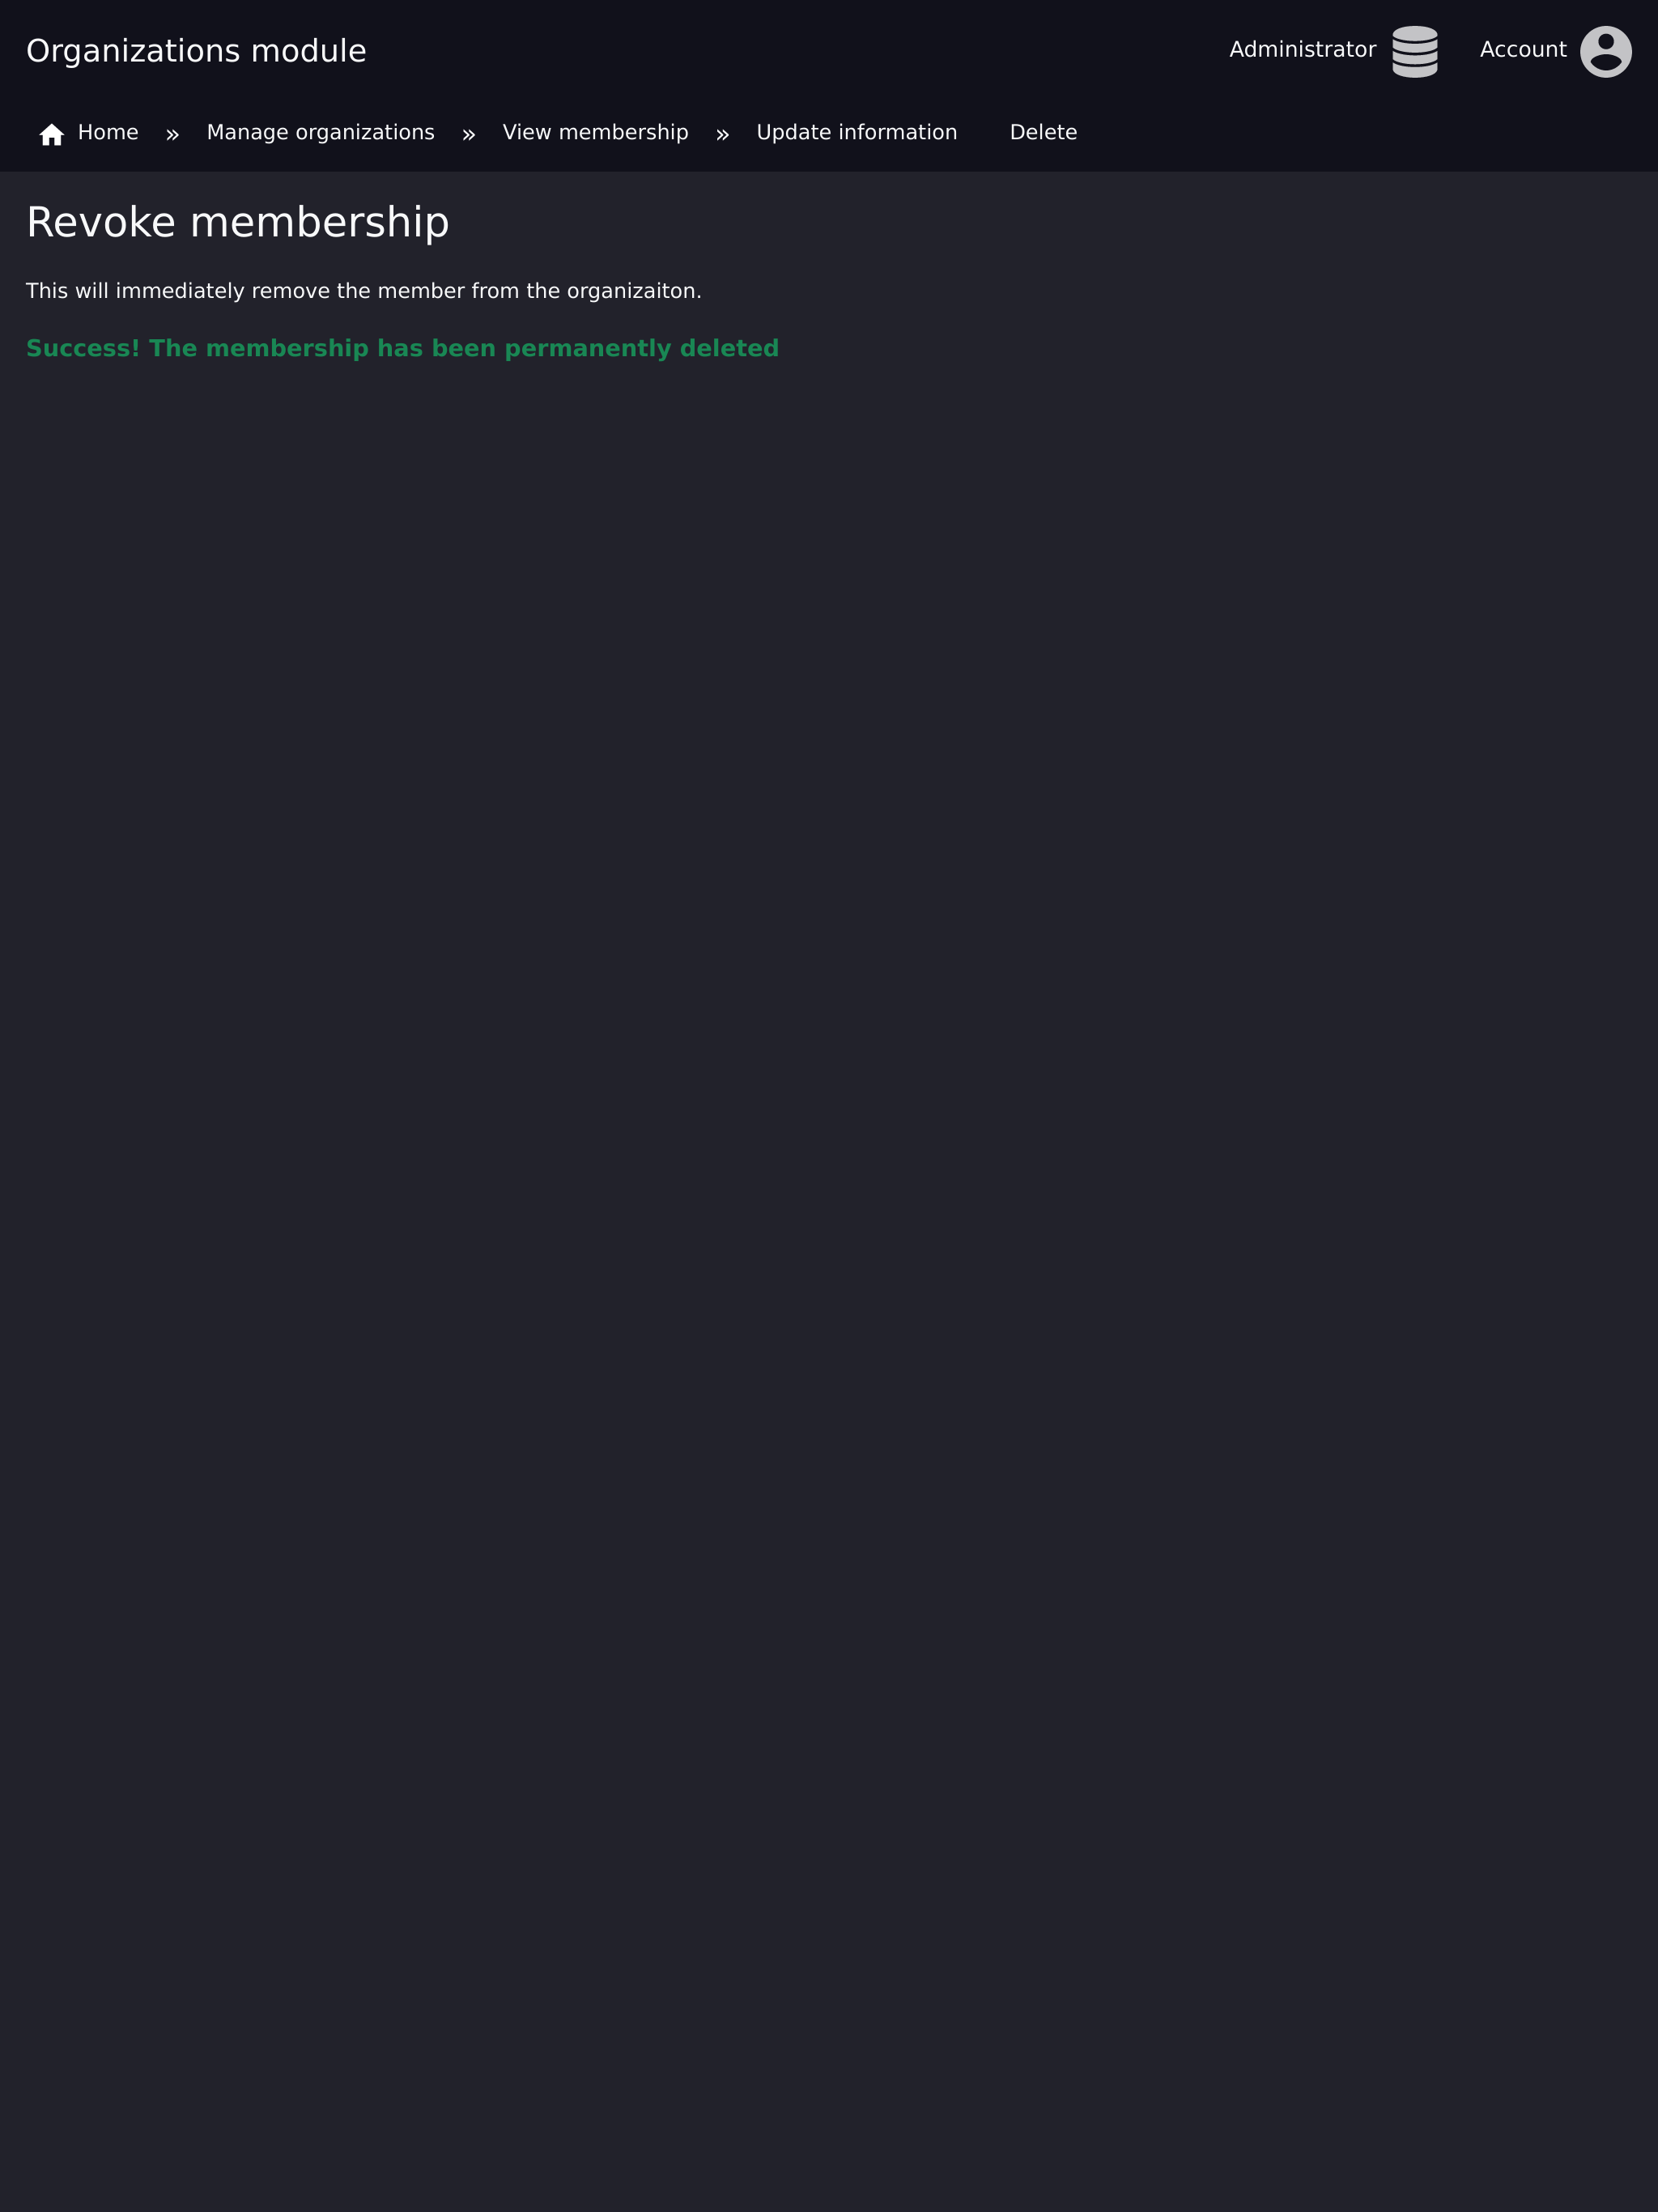 Organizations module
Administrator
Account
Home » Manage organizations » View membership » Update information Delete
Revoke membership
This will immediately remove the member from the organizaiton.
Success! The membership has been permanently deleted